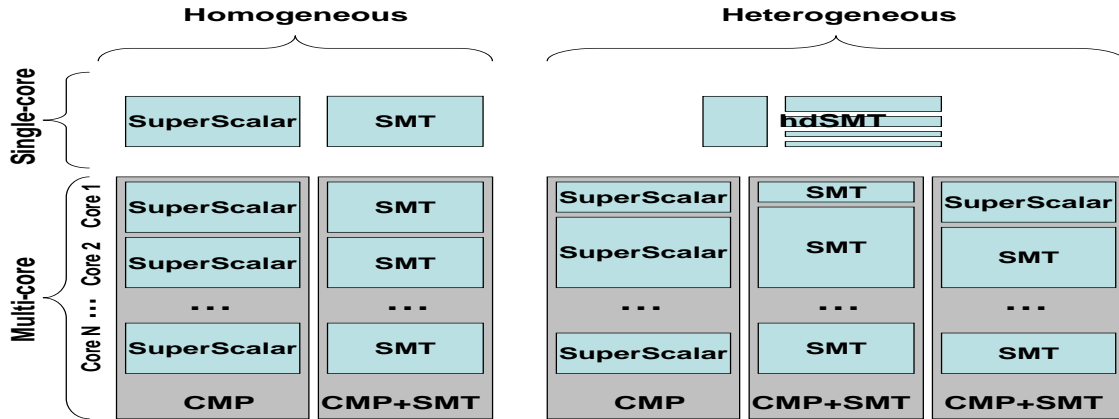 Homogeneous
Heterogeneous
Single-core
SuperScalar
SMT
hdSMT
Multi-core
Core 1
Core 2
...
Core N
SuperScalar
SuperScalar
...
SuperScalar
CMP
SMT
SMT
...
SMT
CMP+SMT
SuperScalar
SuperScalar
...
SuperScalar
CMP
SMT
SMT
...
SMT
CMP+SMT
SuperScalar
SMT
...
SMT
CMP+SMT